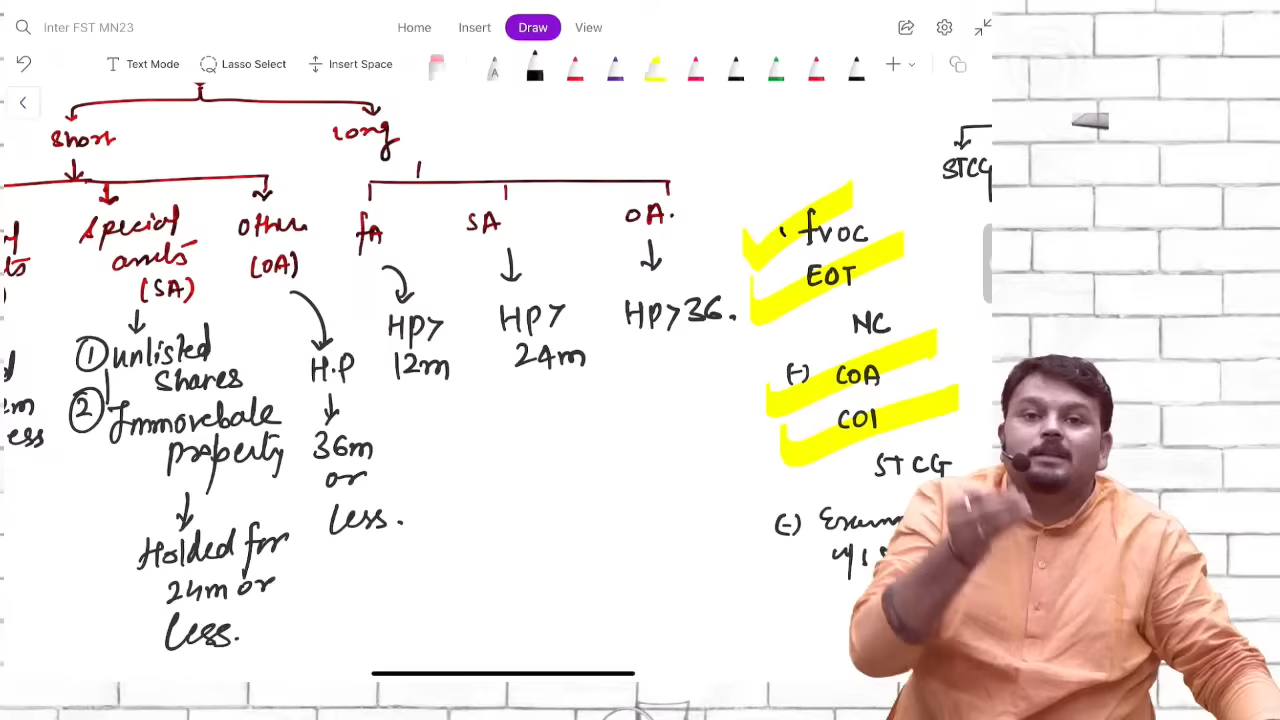 Inter FST MN23
Home
Insert
Draw
View
Text Mode
Lasso Select
Insert Space
A
Short
Long
STCG
Special
assets
(SA)
Others
(OA)
FA
SA
OA.
FVOC
EOT
NC
(-) COA
COI
STCG
(-)
u/s
HP>
12m
HP>
24m
HP>36.
① Unlisted
Shares
② Immovebale
property
Holded for
24m or
less.
H.P
36m
or
less.
ess